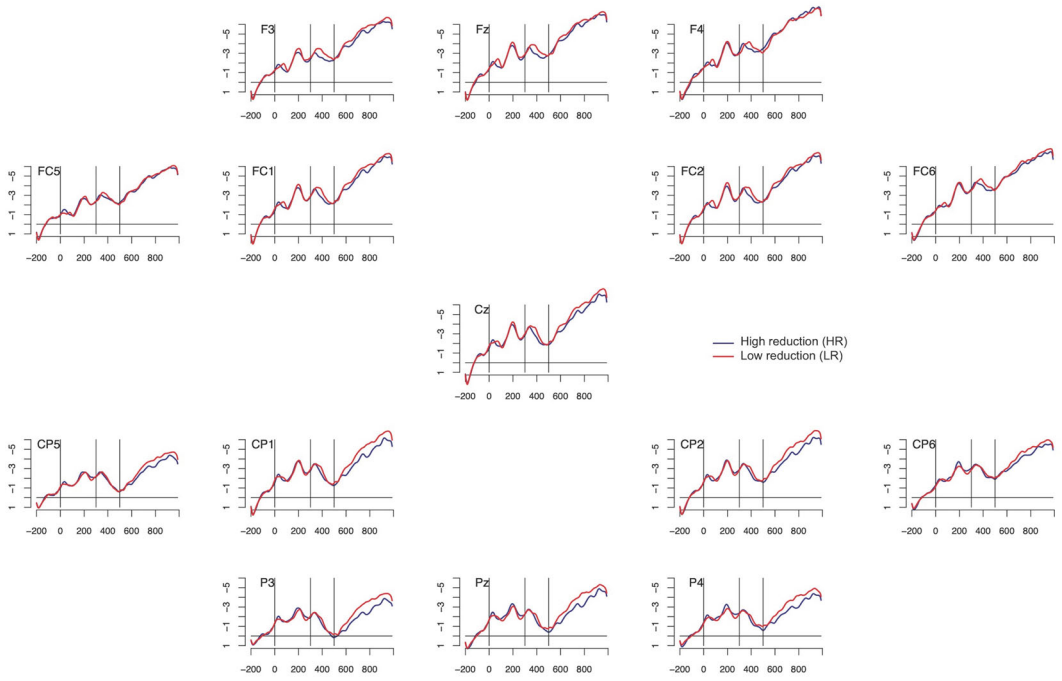 F3 Fz F4
-5 -5 -5
-3 -3 -3
-1 -1 -1
1 1 1
-200 0 200 400 600 800 -200 0 200 400 600 800 -200 0 200 400 600 800
FC5 FC1 FC2 FC6
-5 -5 -5 -5
-3 -3 -3 -3
-1 -1 -1 -1
1 1 1 1
-200 0 200 400 600 800 -200 0 200 400 600 800 -200 0 200 400 600 800 -200 0 200 400 600 800
Cz
-5
-3
-1
1
-200 0 200 400 600 800
High reduction (HR)
Low reduction (LR)
CP5 CP1 CP2 CP6
-5 -5 -5 -5
-3 -3 -3 -3
-1 -1 -1 -1
1 1 1 1
-200 0 200 400 600 800 -200 0 200 400 600 800 -200 0 200 400 600 800 -200 0 200 400 600 800
P3 Pz P4
-5 -5 -5
-3 -3 -3
-1 -1 -1
1 1 1
-200 0 200 400 600 800 -200 0 200 400 600 800 -200 0 200 400 600 800